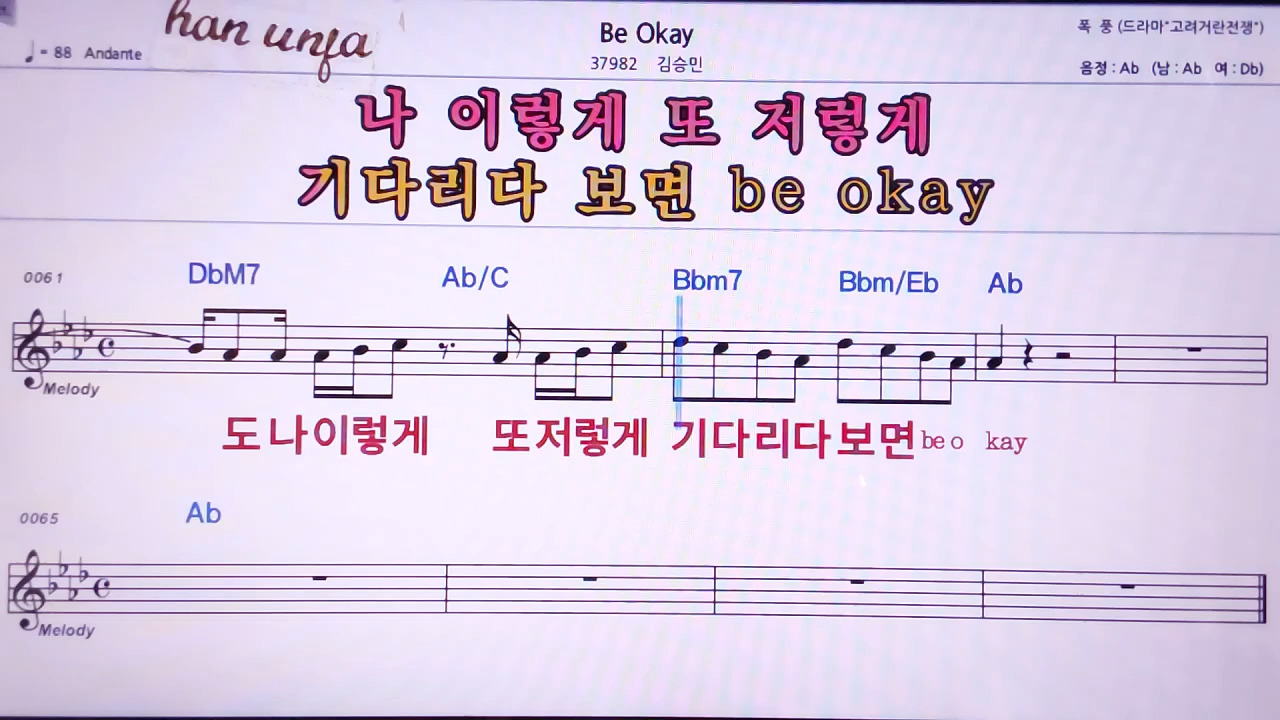 han unja
Be Okay
폭 풍 (드라마"고려거란전쟁")
= 88 Andante
37982 김승민
음정 : Ab (남 : Ab 여 : Db)
나 이렇게 또 저렇게
기다리다 보면 be okay
0061 DbM7 Ab/C Bbm7 Bbm/Eb Ab
Melody
도나이렇게 또저렇게 기다리다보면be o kay
0065 Ab
Melody